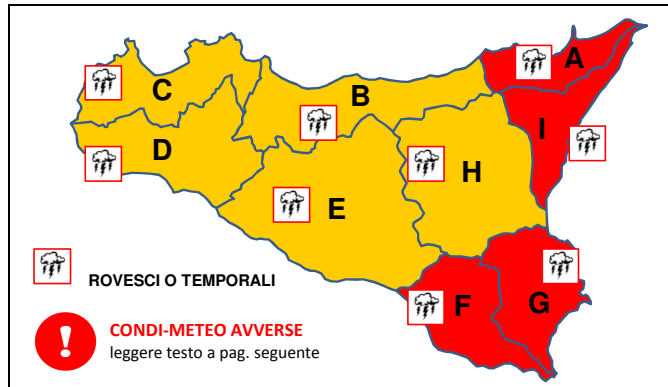 A
C
B
I
D
H
E
ROVESCI O TEMPORALI
F
G
!
CONDI-METEO AVVERSE
leggere testo a pag. seguente